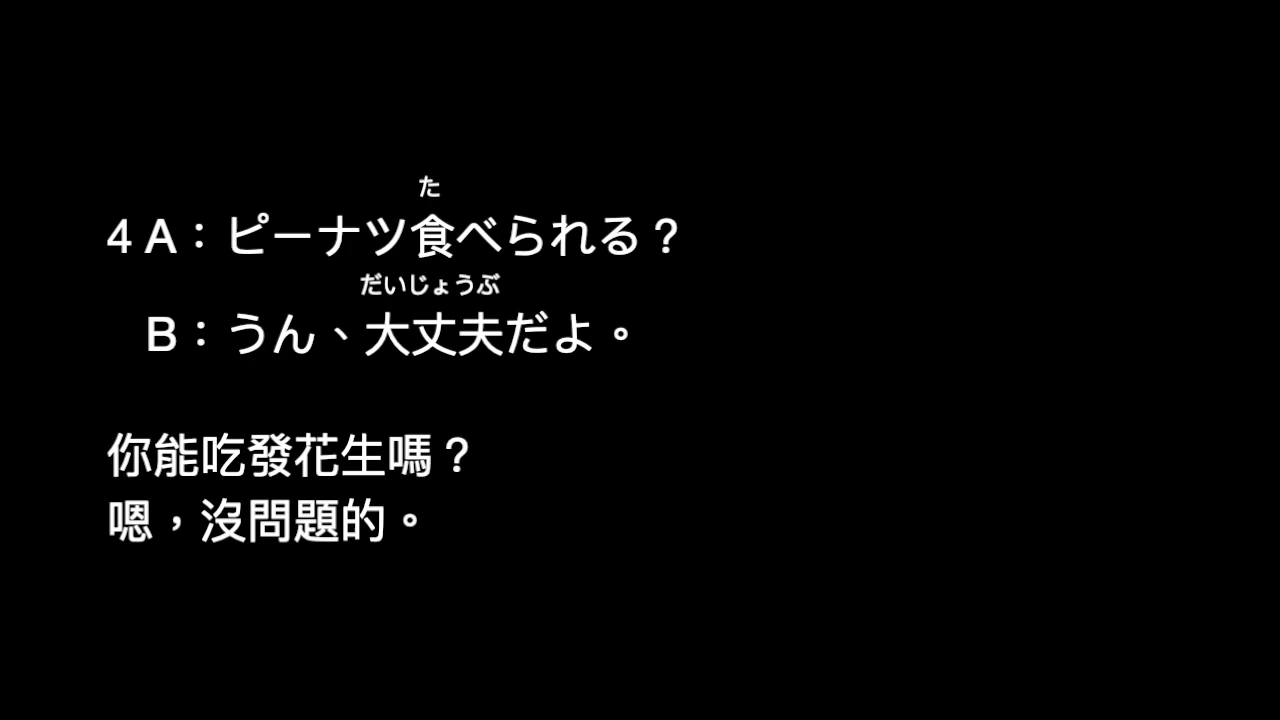 た
4 A：ピーナツ食べられる？
だいじょうぶ
B：うん、大丈夫だよ。
你能吃發花生嗎？
嗯，沒問題的。